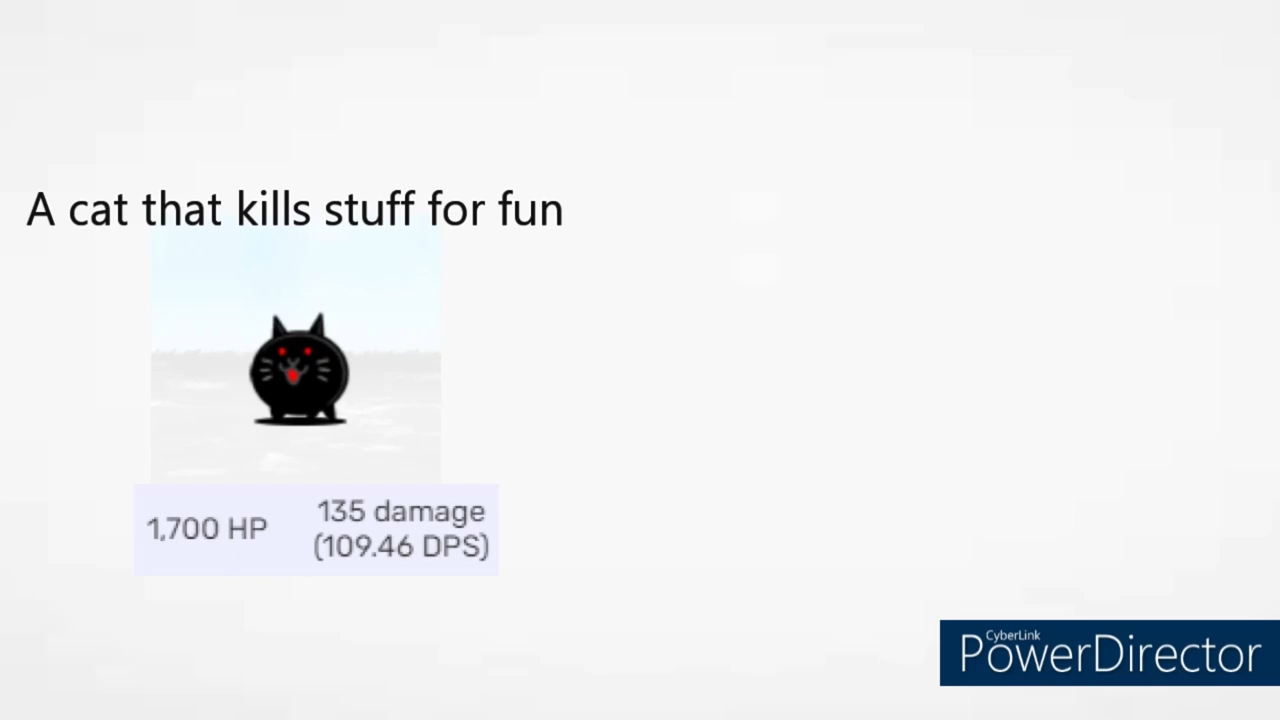 A cat that kills stuff for fun
1,700 HP
135 damage
(109.46 DPS)
CyberLink
PowerDirector